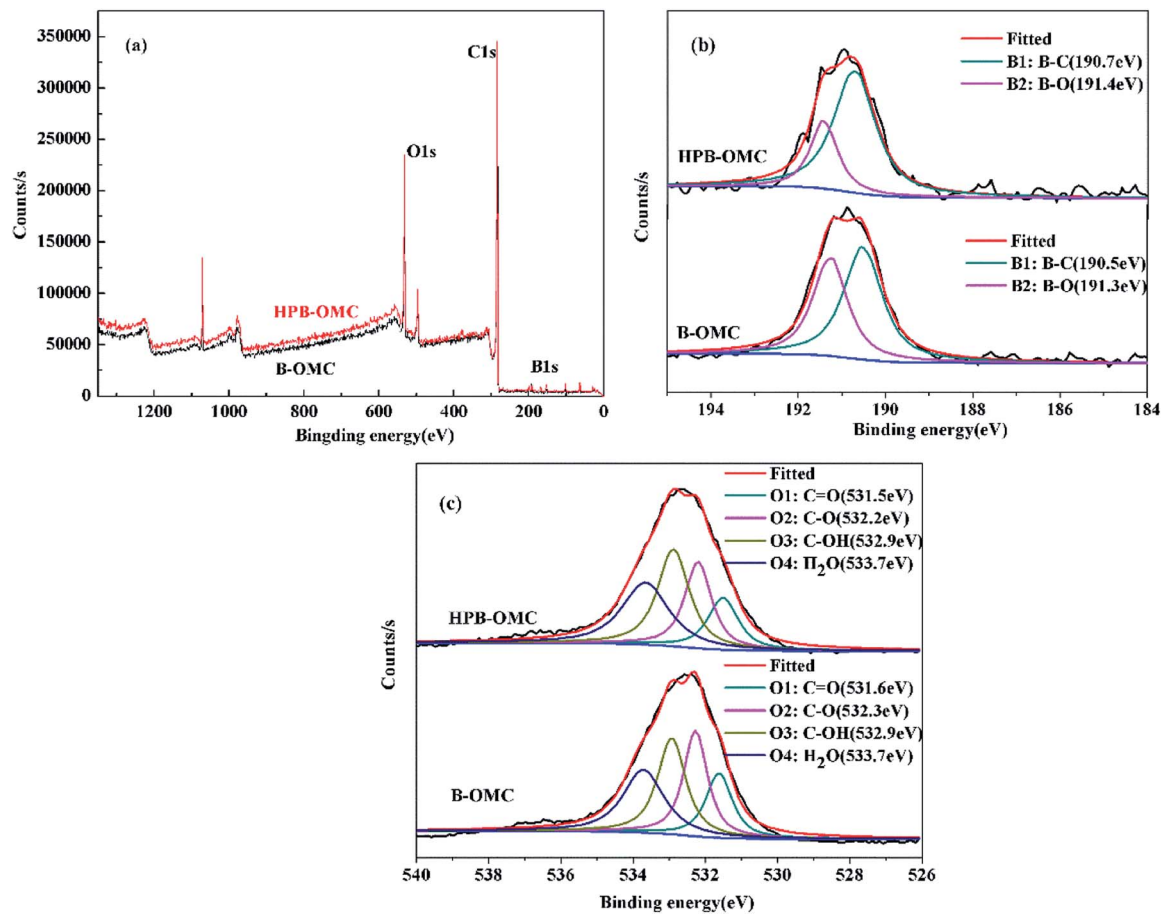 (a)
C1s
O1s
HPB-OMC
B-OMC
B1s
350000
300000
250000
200000
150000
100000
50000
0
Counts/s
1200 1000 800 600 400 200 0
Bingding energy(eV)
(b)
Fitted
B1: B-C(190.7eV)
B2: B-O(191.4eV)
HPB-OMC
Fitted
B1: B-C(190.5eV)
B2: B-O(191.3eV)
B-OMC
Counts/s
194 192 190 188 186 184
Binding energy(eV)
(c)
Fitted
O1: C=O(531.5eV)
O2: C-O(532.2eV)
O3: C-OH(532.9eV)
O4: H2O(533.7eV)
HPB-OMC
Fitted
O1: C=O(531.6eV)
O2: C-O(532.3eV)
O3: C-OH(532.9eV)
O4: H2O(533.7eV)
B-OMC
Counts/s
540 538 536 534 532 530 528 526
Binding energy(eV)